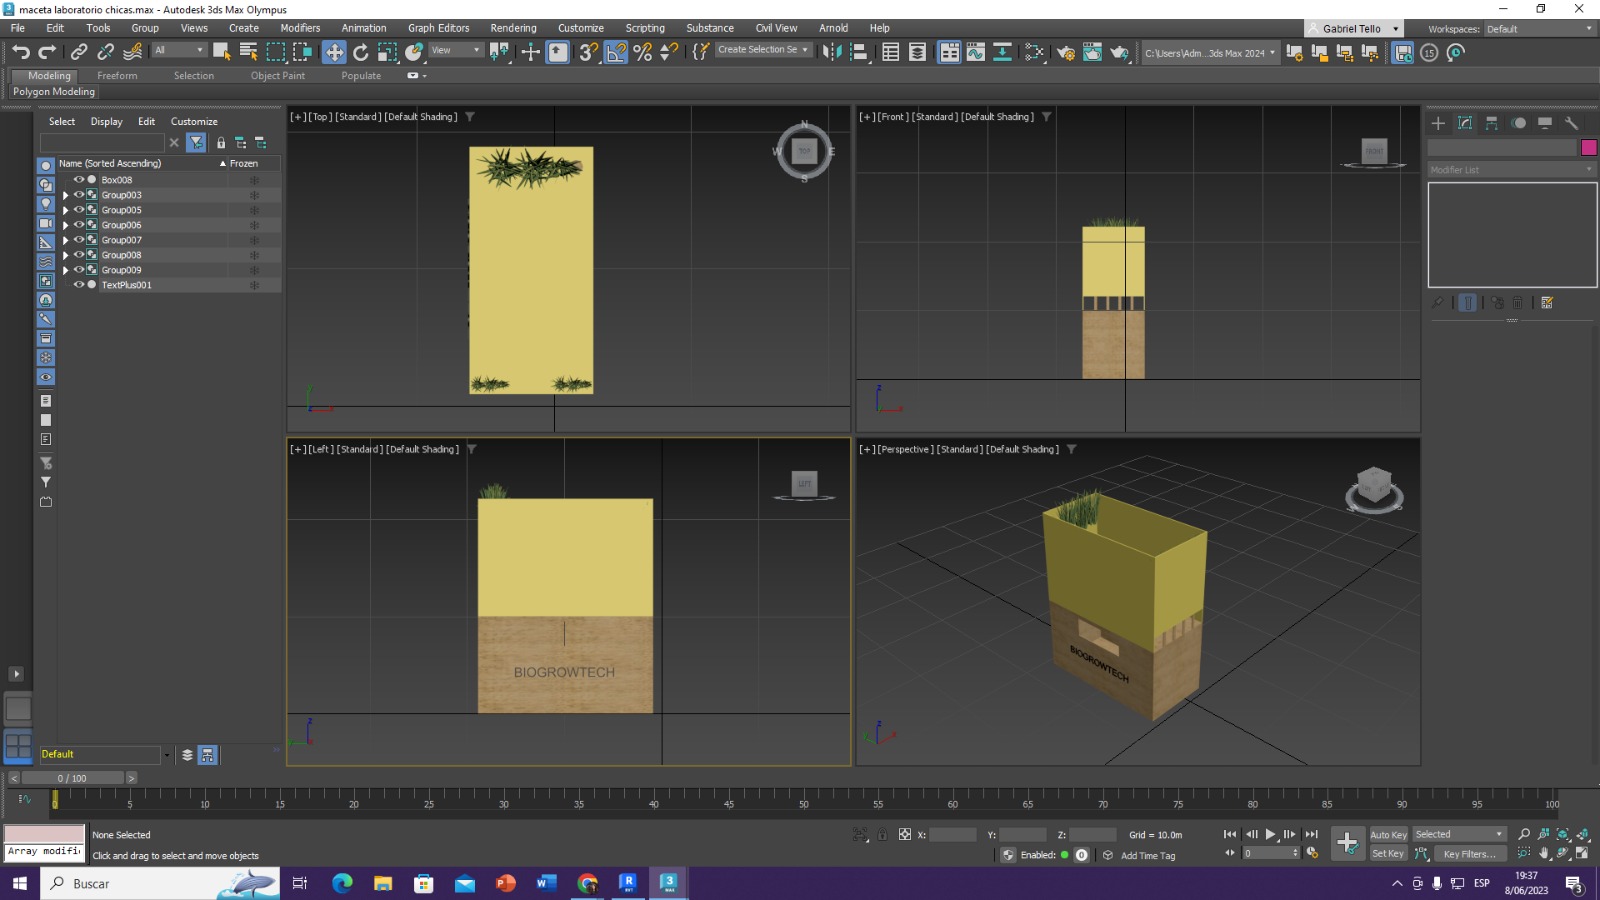 maceta laboratorio chicas.max - Autodesk 3ds Max Olympus
File Edit Tools Group Views Create Modifiers Animation Graph Editors Rendering Customize Scripting Substance Civil View Arnold Help
Gabriel Tello
Workspaces: Default
All
View
Create Selection Se
C:\Users\Adm...3ds Max 2024
15
Modeling Freeform Selection Object Paint Populate
Polygon Modeling
Select Display Edit Customize
Name (Sorted Ascending) Frozen
Box008
Group003
Group005
Group006
Group007
Group008
Group009
TextPlus001
[+] [Top] [Standard] [Default Shading]
N
W TOP E
S
[+] [Front] [Standard] [Default Shading]
FRONT
Modifier List
[+] [Left] [Standard] [Default Shading]
LEFT
BIOGROWTECH
[+] [Perspective] [Standard] [Default Shading]
BIOGROWTECH
Default
< 0 / 100 >
0 5 10 15 20 25 30 35 40 45 50 55 60 65 70 75 80 85 90 95 100
None Selected
Array modifi
Click and drag to select and move objects
X: Y: Z: Grid = 10.0m
Enabled: 0 Add Time Tag
0
Auto Key Selected
Set Key Key Filters...
Buscar
ESP
19:37
8/06/2023
3